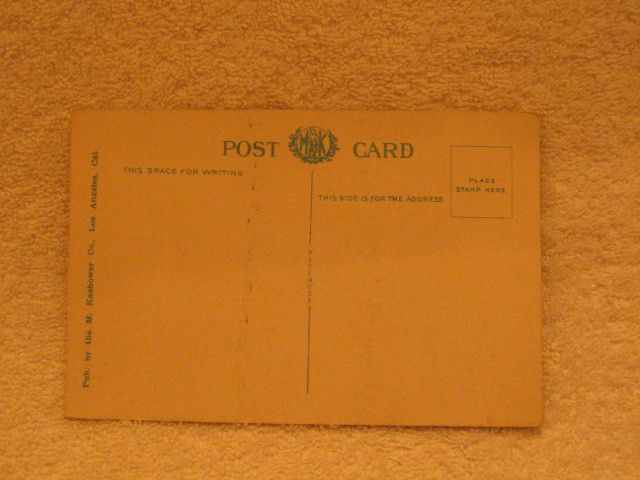 POST MK CARD
THIS SPACE FOR WRITING
THIS SIDE IS FOR THE ADDRESS
PLACE
STAMP HERE
Pub. by the M. Kashower Co., Los Angeles, Cal.